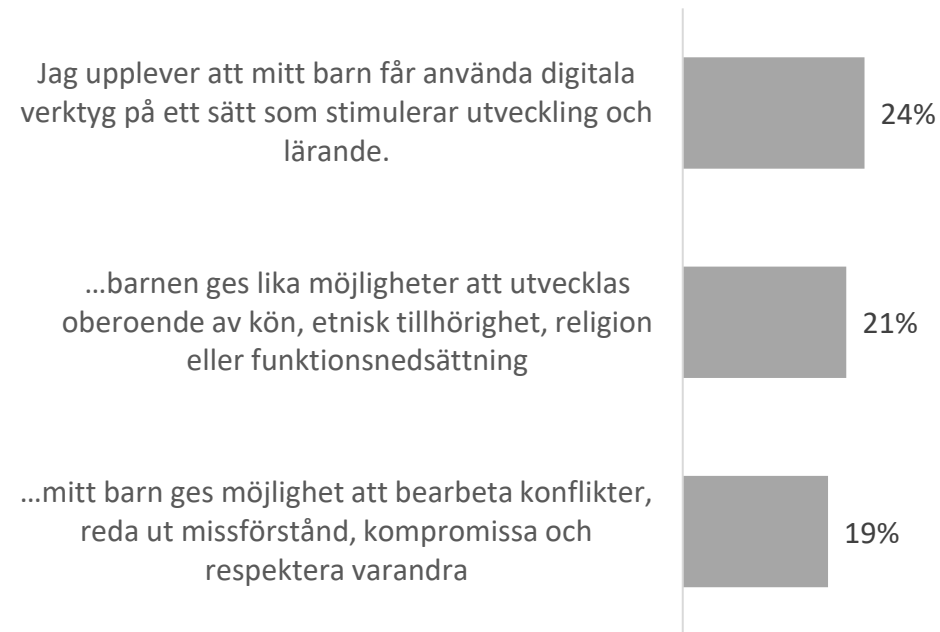 Jag upplever att mitt barn får använda digitala
verktyg på ett sätt som stimulerar utveckling och
lärande.
24%
...barnen ges lika möjligheter att utvecklas
oberoende av kön, etnisk tillhörighet, religion
eller funktionsnedsättning
21%
...mitt barn ges möjlighet att bearbeta konflikter,
reda ut missförstånd, kompromissa och
respektera varandra
19%